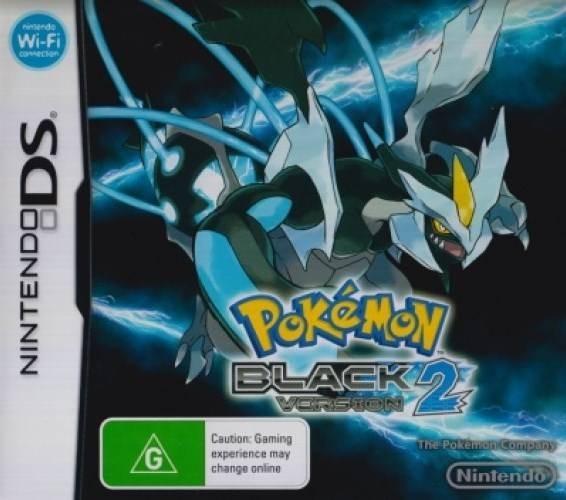 Nintendo
Wi-Fi
CONNECTION
NINTENDO DS
POKéMON
BLACK
VERSION 2
G
Caution: Gaming
experience may
change online
The Pokémon Company
Nintendo